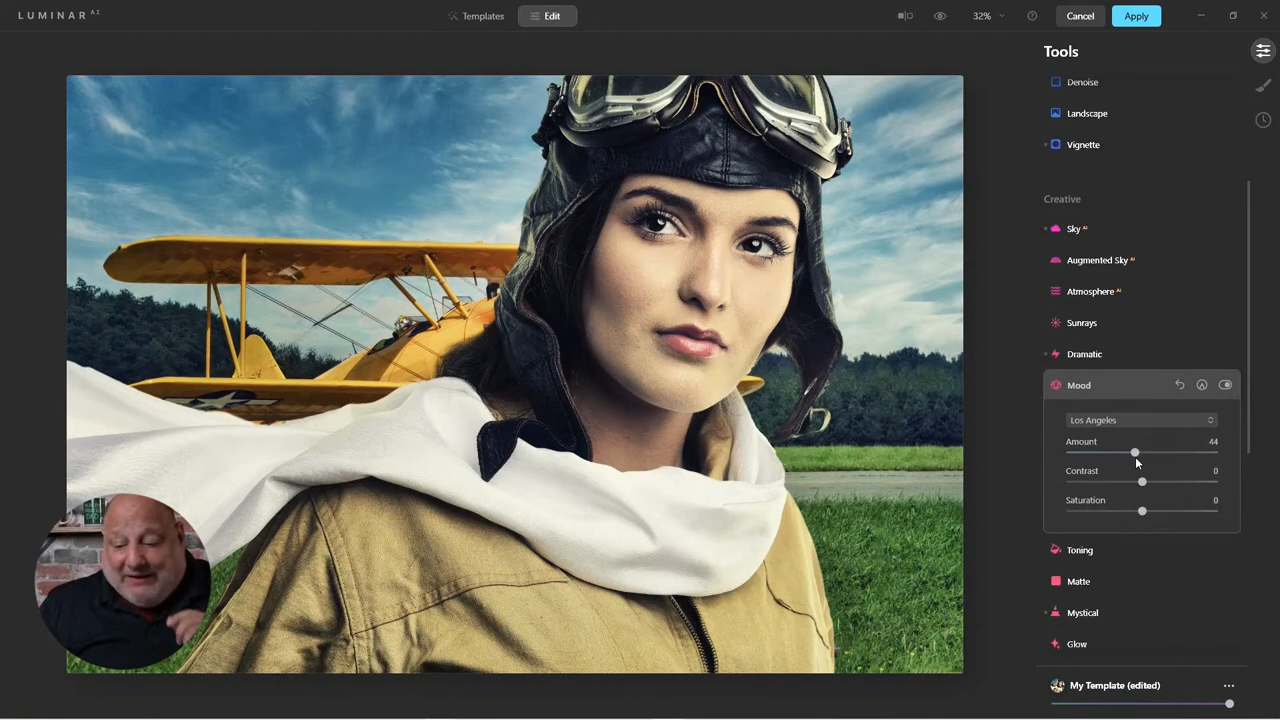 LUMINAR AI
Templates
Edit
32%
Cancel
Apply
Tools
Denoise
Landscape
Vignette
Creative
Sky AI
Augmented Sky AI
Atmosphere AI
Sunrays
Dramatic
Mood
Los Angeles
Amount 44
Contrast 0
Saturation 0
Toning
Matte
Mystical
Glow
My Template (edited)